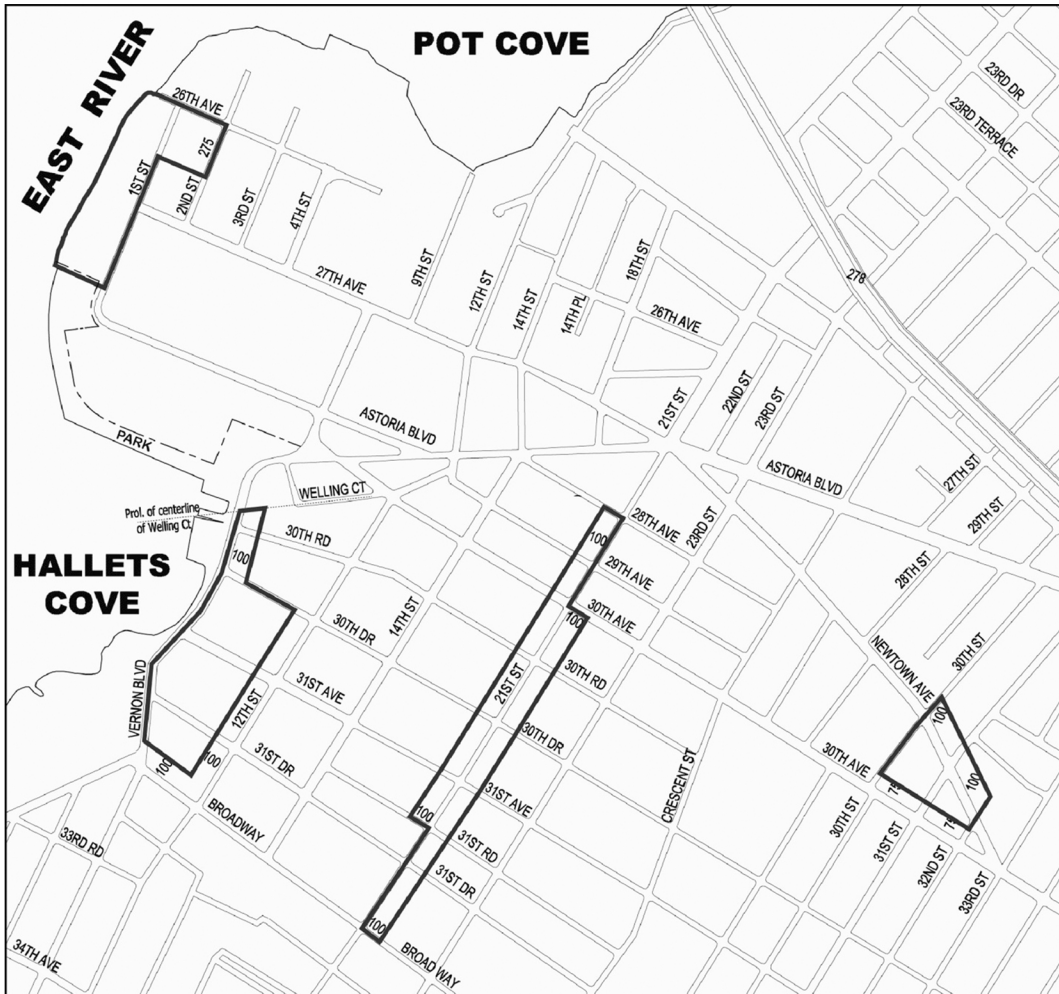 POT COVE
EAST RIVER
23RD DR
23RD TERRACE
26TH AVE
275
1ST ST
2ND ST
3RD ST
4TH ST
9TH ST
12TH ST
14TH ST
14TH PL
18TH ST
278
27TH AVE
26TH AVE
21ST ST
22ND ST
23RD ST
ASTORIA BLVD
PARK
ASTORIA BLVD
27TH ST
29TH ST
WELLING CT
Prol. of centerline
of Welling Ct.
28TH AVE
23RD ST
100
30TH RD
100
29TH AVE
28TH ST
HALLETS
COVE
14TH ST
30TH DR
30TH AVE
100
30TH ST
NEWTOWN AVE
30TH RD
31ST AVE
21ST ST
12TH ST
VERNON BLVD
100
30TH DR
30TH AVE
100
100
100
31ST DR
CRESCENT ST
75
31ST AVE
100
30TH ST
BROADWAY
31ST RD
75
31ST ST
33RD RD
31ST DR
32ND ST
33RD ST
100
BROADWAY
34TH AVE